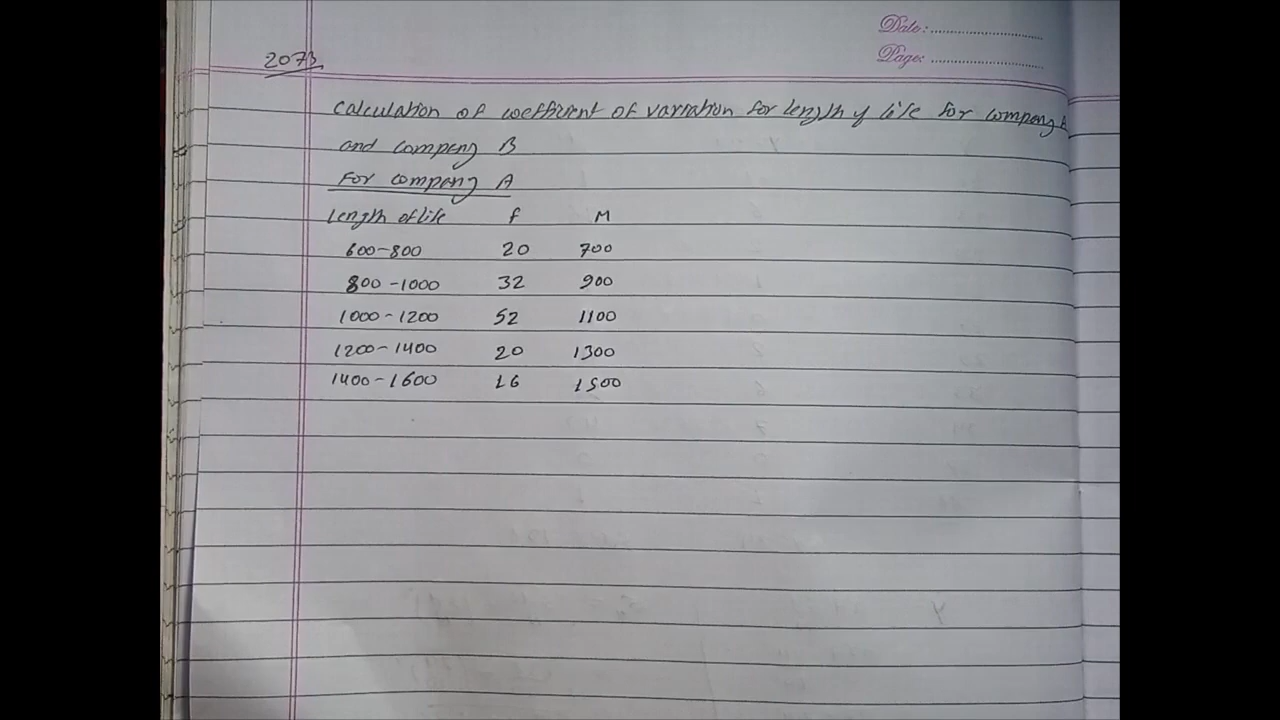 Date:
Page:
2073
Calculation of coefficient of variation for length of life for company A
and company B
For company A
Length of life f M
600-800 20 700
800-1000 32 900
1000-1200 52 1100
1200-1400 20 1300
1400-1600 16 1500